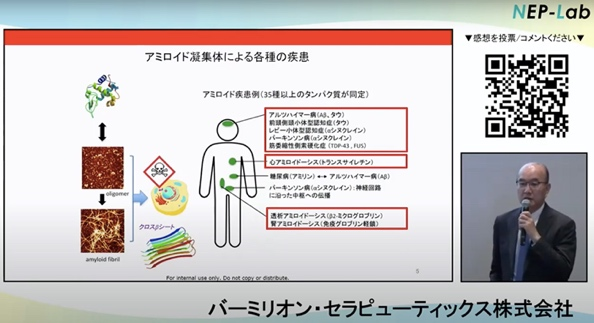 NEP-Lab
▼感想を投票/コメントください▼
アミロイド凝集体による各種の疾患
アミロイド疾患例(35種以上のタンパク質が同定)
アルツハイマー病(Aβ、タウ)
前頭側頭小体型認知症(タウ)
レビー小体型認知症(αシヌクレイン)
パーキンソン病(αシヌクレイン)
筋委縮性側索硬化症(TDP-43 , FUS)
心アミロイドーシス(トランスサイレチン)
糖尿病(アミリン) ↔ アルツハイマー病(Aβ)
パーキンソン病(αシヌクレイン):神経回路
に沿った中枢への伝播
透析アミロイドーシス(β2-ミクログロブリン)
腎アミロイドーシス(免疫グロブリン軽鎖)
oligomer
クロスβシート
amyloid fibril
For internal use only. Do not copy or distribute.
5
バーミリオン・セラピューティックス株式会社